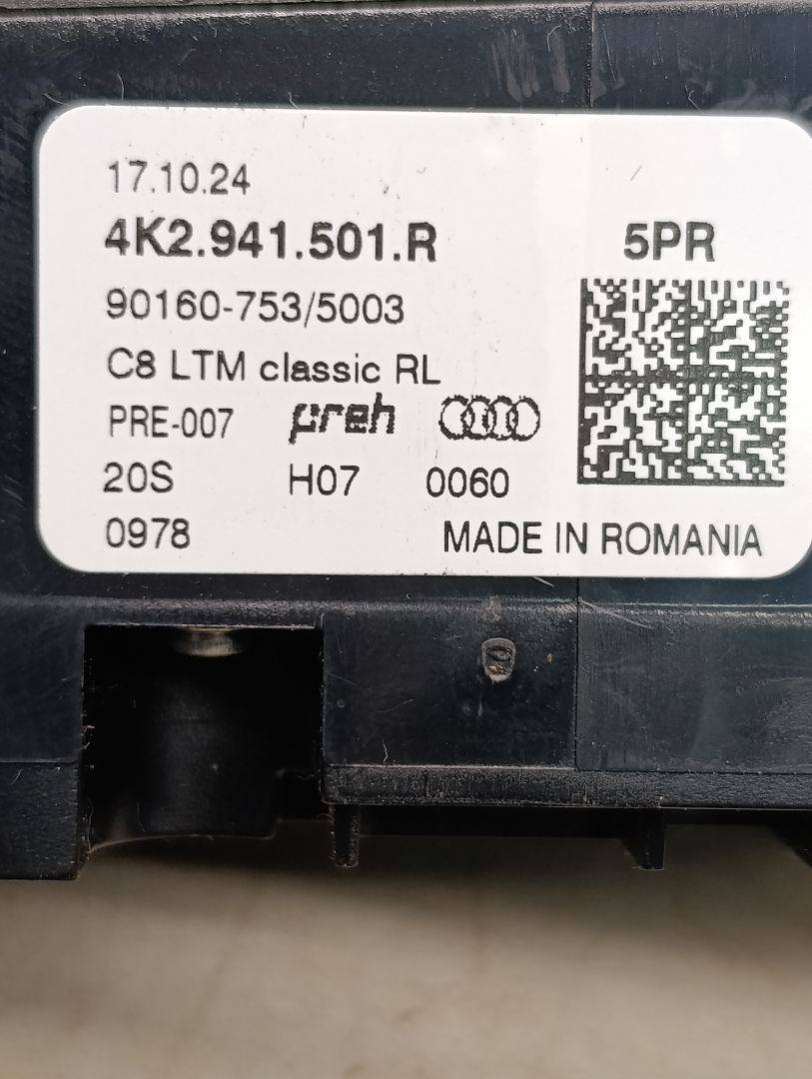 17.10.24
4K2.941.501.R 5PR
90160-753/5003
C8 LTM classic RL
PRE-007 preh
20S H07 0060
0978 MADE IN ROMANIA